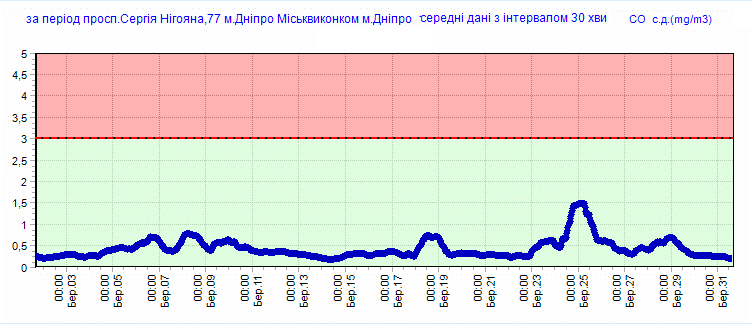 за період просп.Сергія Нігояна,77 м.Дніпро Міськвиконком м.Дніпро середні дані з інтервалом 30 хви CO с.д.(mg/m3)
5
4,5
4
3,5
3
2,5
2
1,5
1
0,5
0
00:00 Бер.03
00:00 Бер.05
00:00 Бер.07
00:00 Бер.09
00:00 Бер.11
00:00 Бер.13
00:00 Бер.15
00:00 Бер.17
00:00 Бер.19
00:00 Бер.21
00:00 Бер.23
00:00 Бер.25
00:00 Бер.27
00:00 Бер.29
00:00 Бер.31